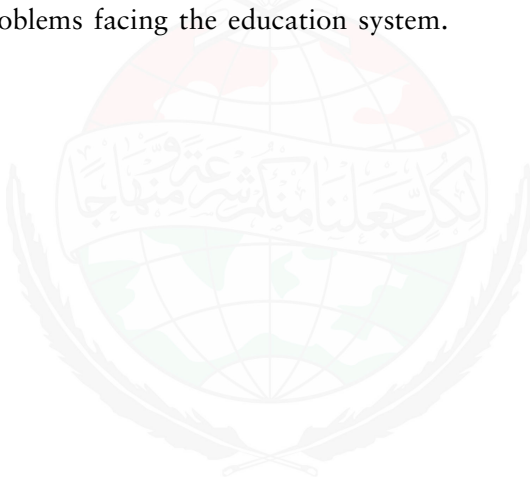 oblems facing the education system.
لكل جعلنا منكم شرعة ومنهاجا